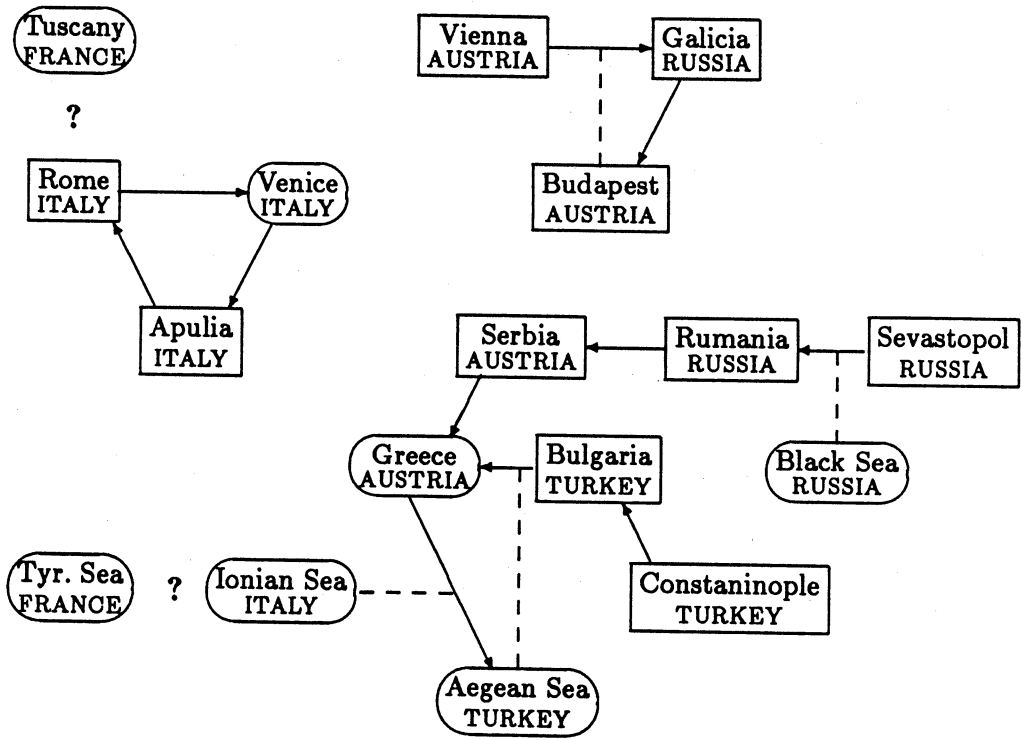 Tuscany
FRANCE
Vienna
AUSTRIA
Galicia
RUSSIA
?
Rome
ITALY
Venice
ITALY
Budapest
AUSTRIA
Apulia
ITALY
Serbia
AUSTRIA
Rumania
RUSSIA
Sevastopol
RUSSIA
Greece
AUSTRIA
Bulgaria
TURKEY
Black Sea
RUSSIA
Tyr. Sea
FRANCE
?
Ionian Sea
ITALY
Constaninople
TURKEY
Aegean Sea
TURKEY